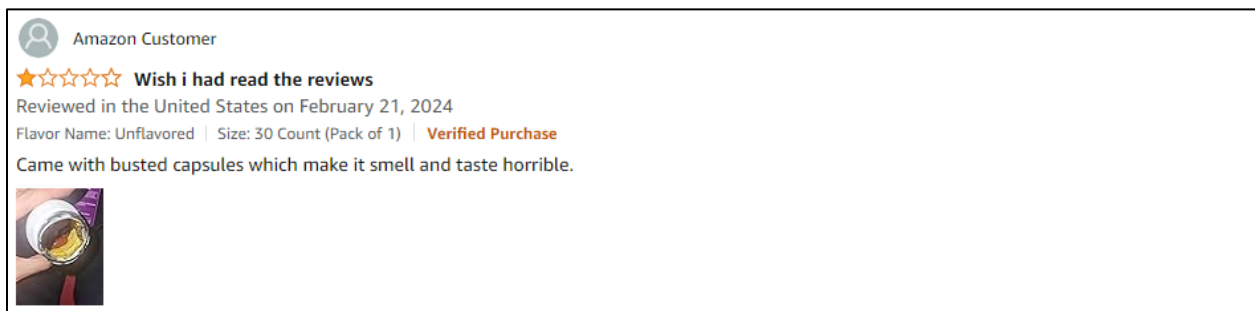 Amazon Customer
Wish i had read the reviews
Reviewed in the United States on February 21, 2024
Flavor Name: Unflavored | Size: 30 Count (Pack of 1) | Verified Purchase
Came with busted capsules which make it smell and taste horrible.